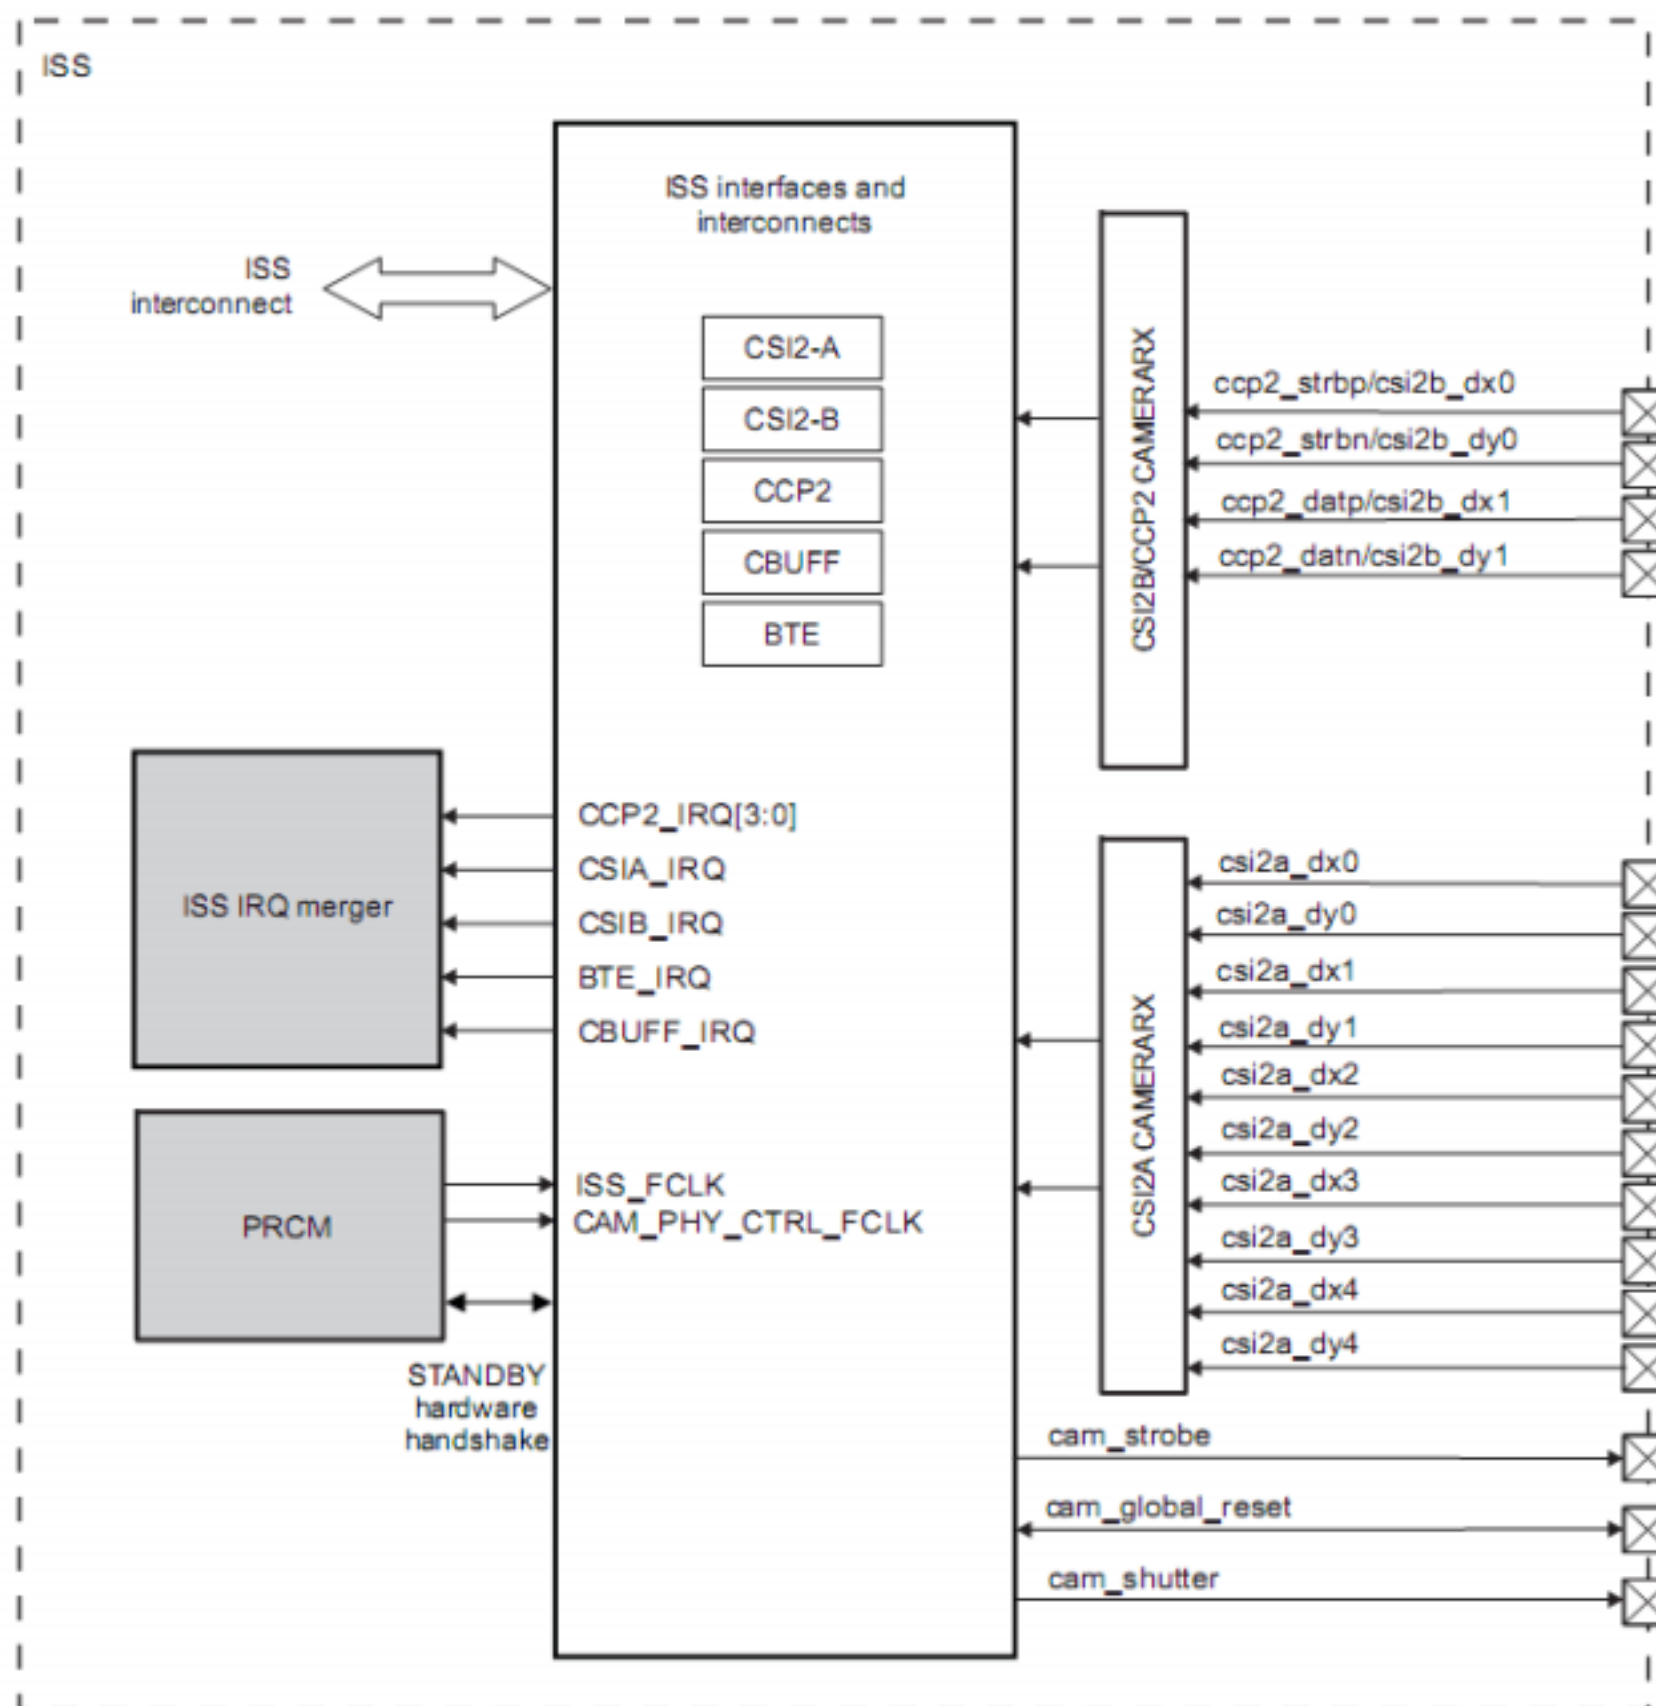 ISS
ISS interfaces and
interconnects
ISS
interconnect
CSI2-A
CSI2-B
CCP2
CBUFF
BTE
CSI2B/CCP2 CAMERARX
ccp2_strbp/csi2b_dx0
ccp2_strbn/csi2b_dy0
ccp2_datp/csi2b_dx1
ccp2_datn/csi2b_dy1
ISS IRQ merger
CCP2_IRQ[3:0]
CSIA_IRQ
CSIB_IRQ
BTE_IRQ
CBUFF_IRQ
PRCM
ISS_FCLK
CAM_PHY_CTRL_FCLK
STANDBY
hardware
handshake
CSI2A CAMERARX
csi2a_dx0
csi2a_dy0
csi2a_dx1
csi2a_dy1
csi2a_dx2
csi2a_dy2
csi2a_dx3
csi2a_dy3
csi2a_dx4
csi2a_dy4
cam_strobe
cam_global_reset
cam_shutter